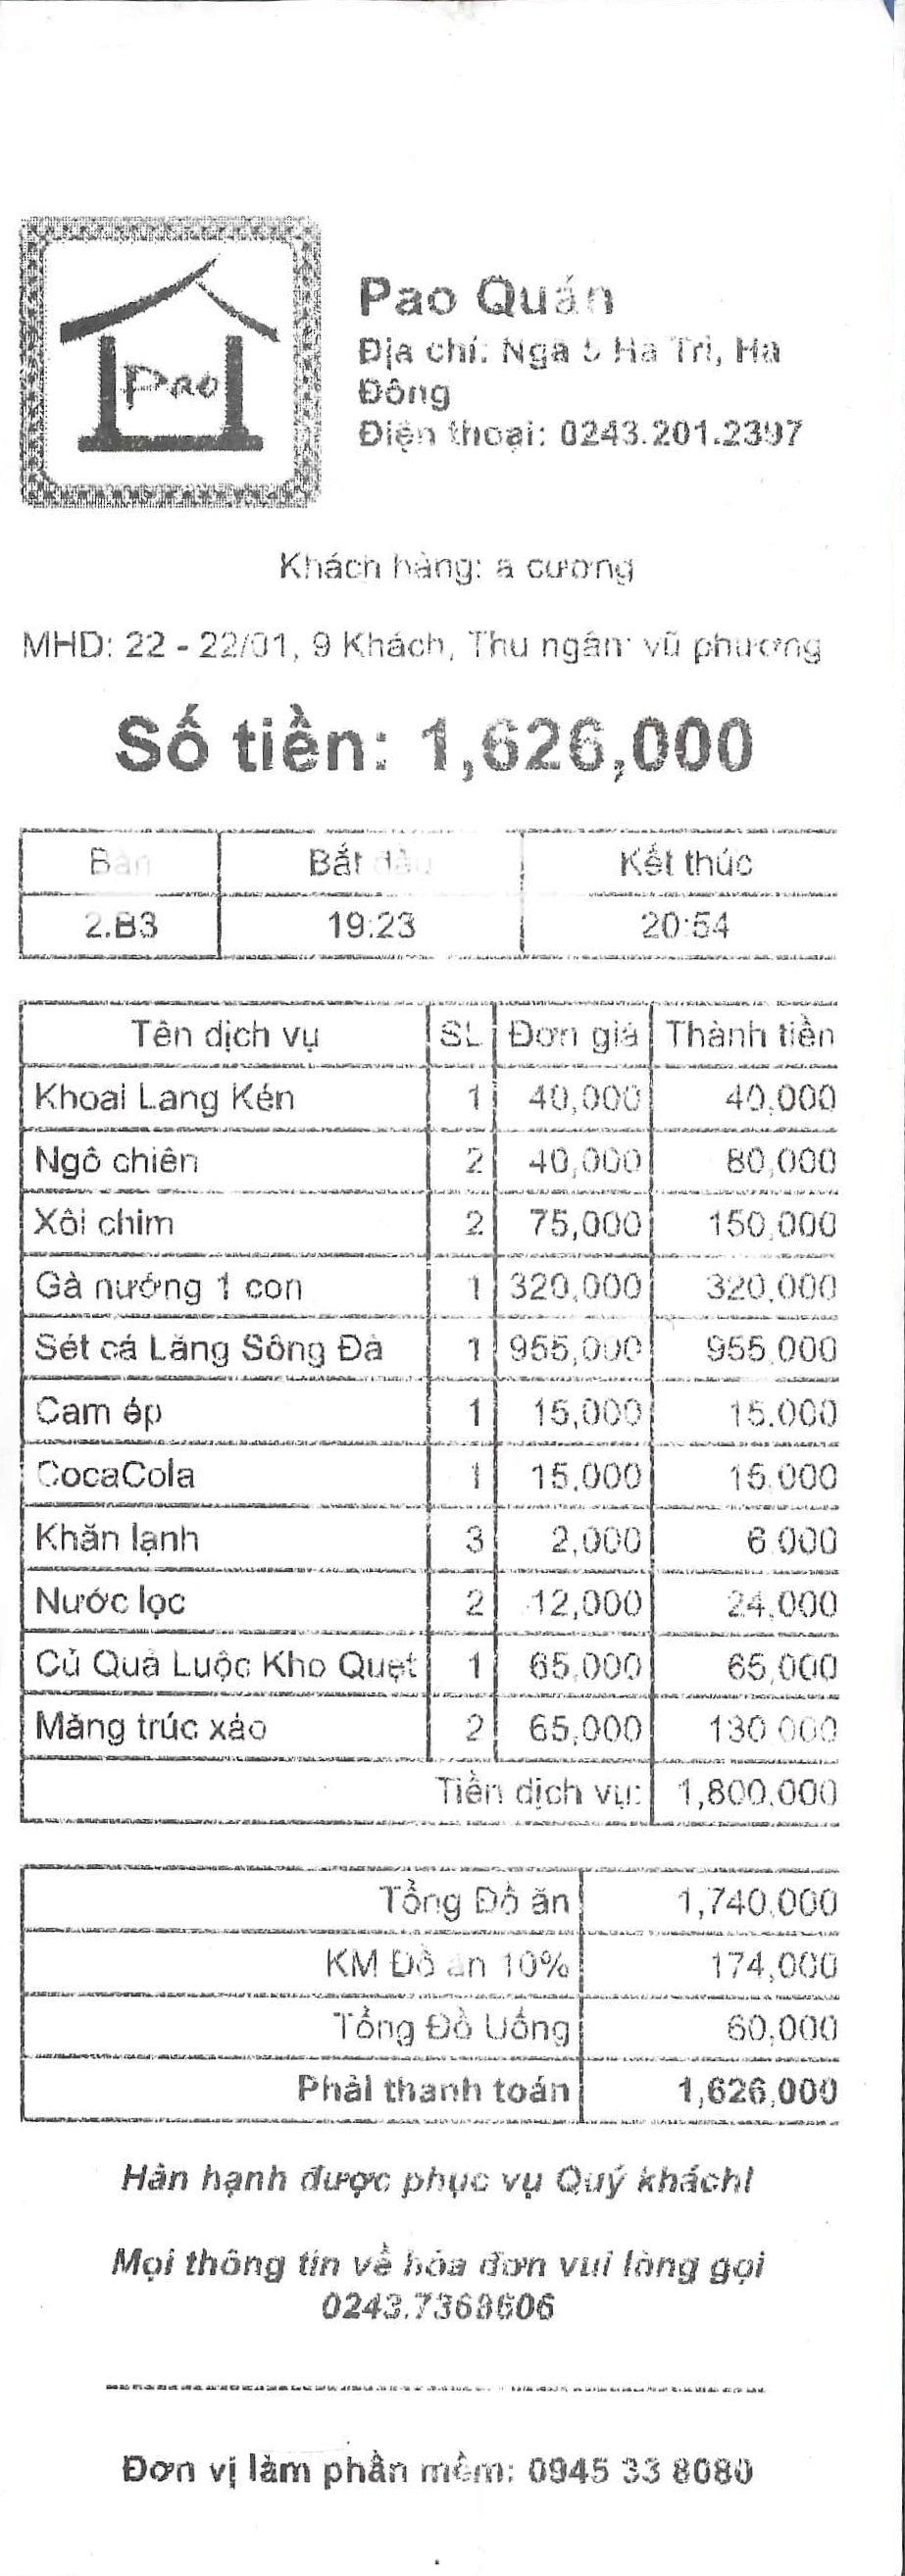 Pao
Pao Quán
Địa chỉ: Ngã 5 Hà Trì, Hà
Đông
Điện thoại: 0243.201.2397
Khách hàng: a cương
MHD: 22 - 22/01, 9 Khách, Thu ngân: vũ phương
Số tiền: 1,626,000
Bàn Bắt đầu Kết thúc
2.B3 19:23 20:54
Tên dịch vụ SL Đơn giá Thành tiền
Khoai Lang Kén 1 40,000 40,000
Ngô chiên 2 40,000 80,000
Xôi chim 2 75,000 150,000
Gà nướng 1 con 1 320,000 320,000
Sét cá Lăng Sông Đà 1 955,000 955,000
Cam ép 1 15,000 15,000
CocaCola 1 15,000 15,000
Khăn lạnh 3 2,000 6,000
Nước lọc 2 12,000 24,000
Củ Quả Luộc Kho Quẹt 1 65,000 65,000
Măng trúc xào 2 65,000 130,000
Tiền dịch vụ: 1,800,000
Tổng Đồ ăn 1,740,000
KM Đồ ăn 10% 174,000
Tổng Đồ Uống 60,000
Phải thanh toán 1,626,000
Hân hạnh được phục vụ Quý khách!
Mọi thông tin về hóa đơn vui lòng gọi
0243.7368606
Đơn vị làm phần mềm: 0945 33 8080